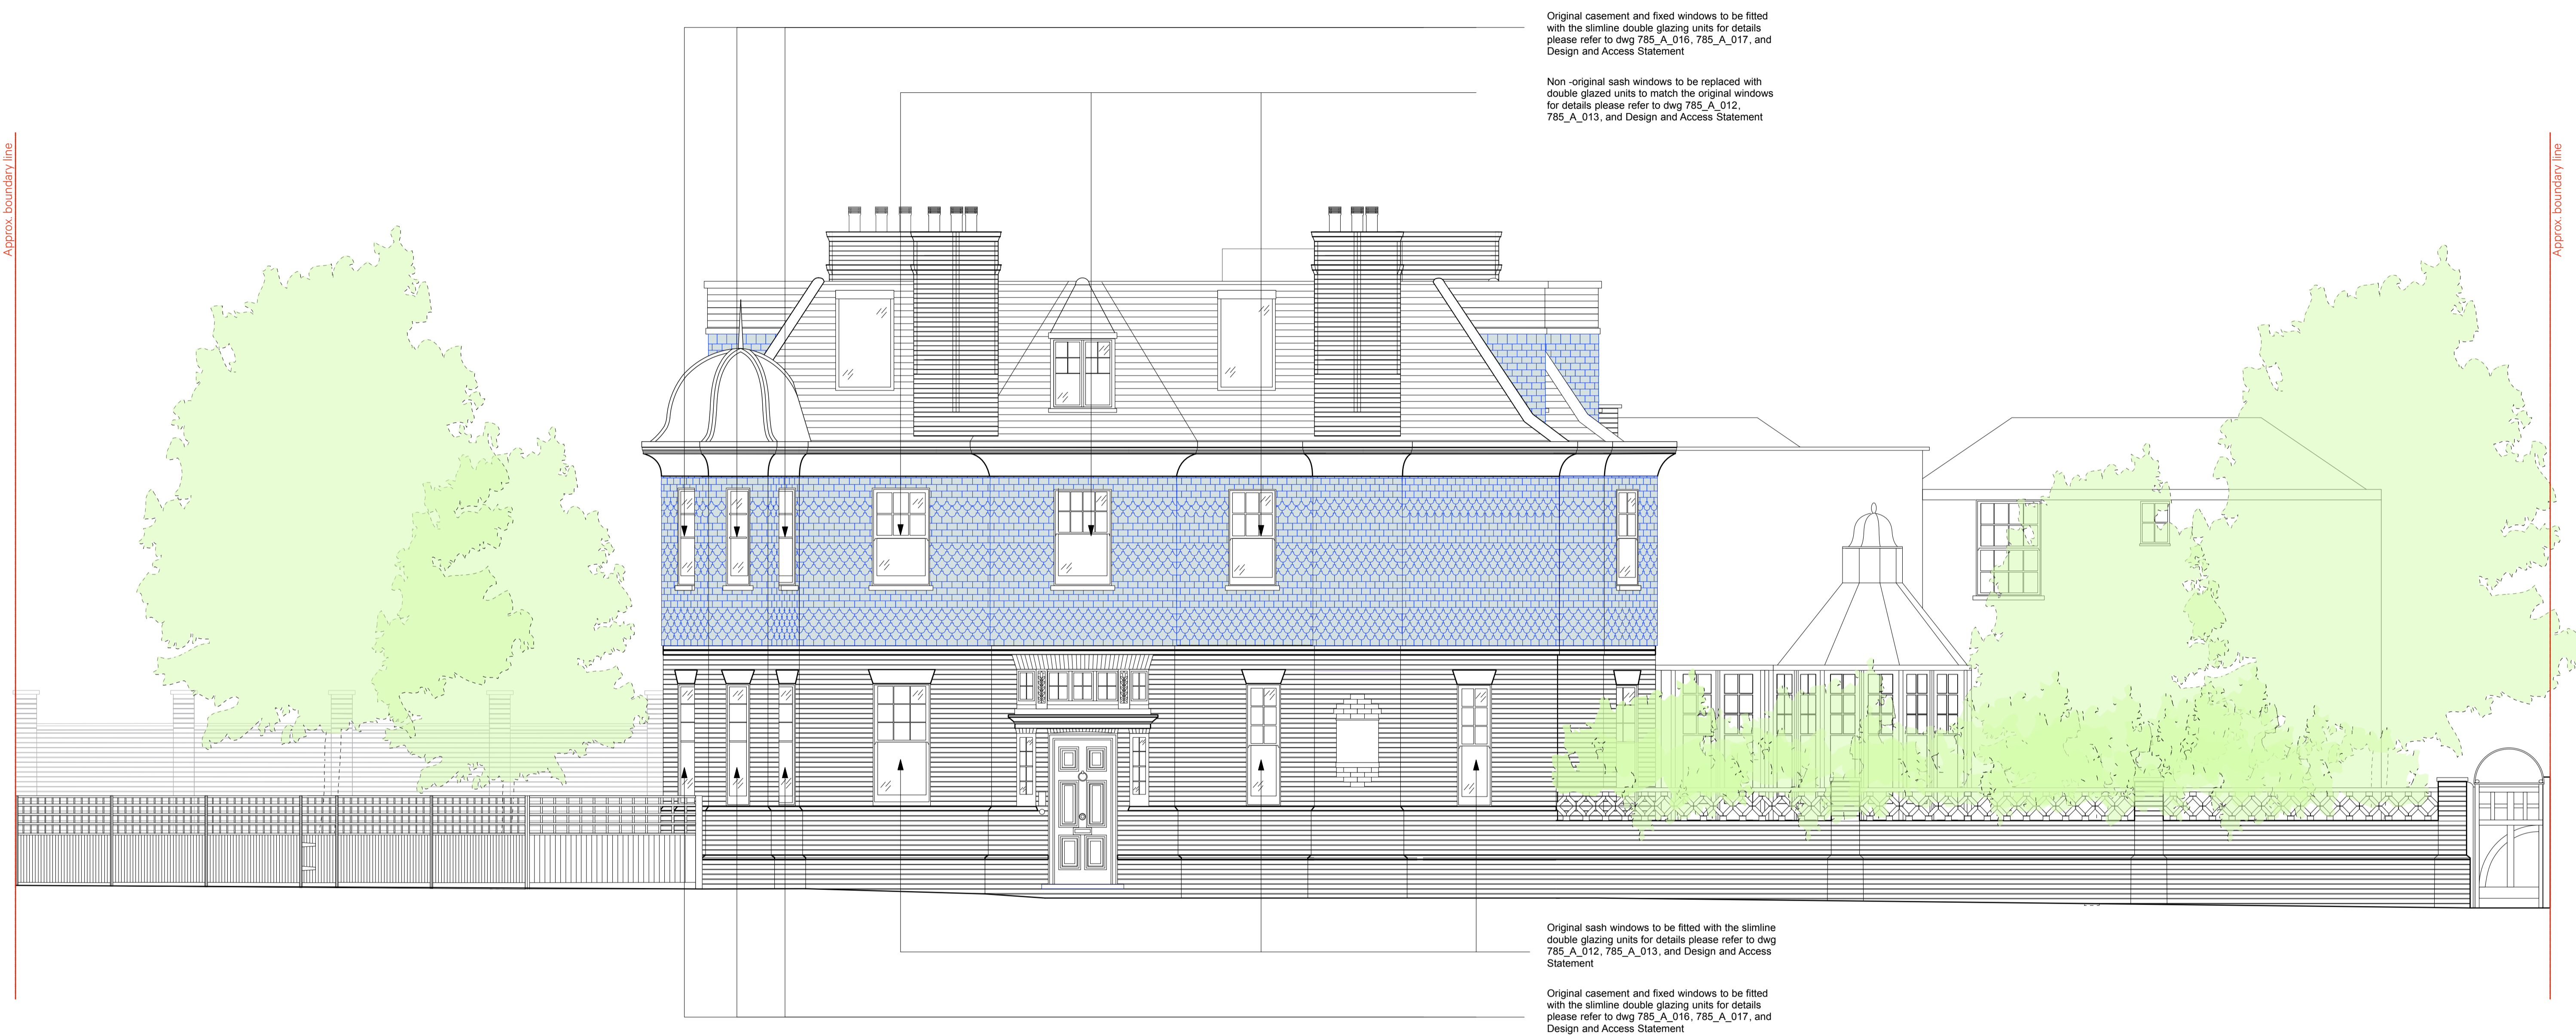 Original casement and fixed windows to be fitted
with the slimline double glazing units for details
please refer to dwg 785_A_016, 785_A_017, and
Design and Access Statement
Non -original sash windows to be replaced with
double glazed units to match the original windows
for details please refer to dwg 785_A_012,
785_A_013, and Design and Access Statement
Approx. boundary line
Approx. boundary line
Original sash windows to be fitted with the slimline
double glazing units for details please refer to dwg
785_A_012, 785_A_013, and Design and Access
Statement
Original casement and fixed windows to be fitted
with the slimline double glazing units for details
please refer to dwg 785_A_016, 785_A_017, and
Design and Access Statement